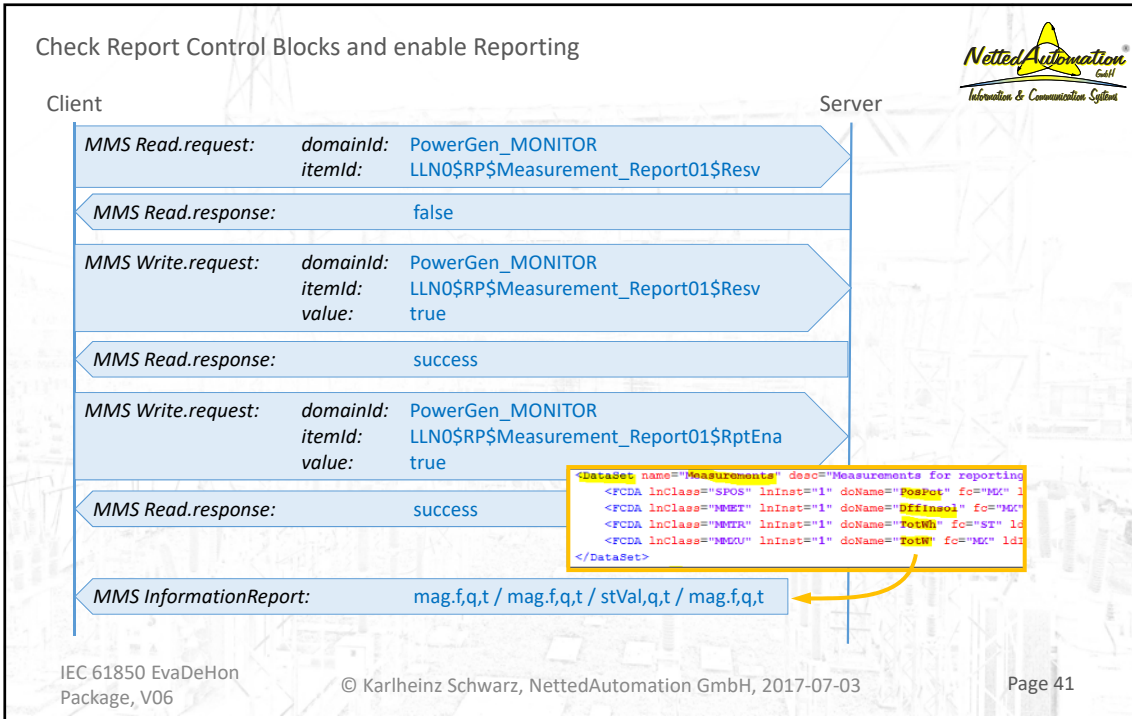 Check Report Control Blocks and enable Reporting
NettedAutomation®
GmbH
Information & Communication Systems
Client Server
MMS Read.request: domainId: PowerGen_MONITOR
itemId: LLN0$RP$Measurement_Report01$Resv
MMS Read.response: false
MMS Write.request: domainId: PowerGen_MONITOR
itemId: LLN0$RP$Measurement_Report01$Resv
value: true
MMS Read.response: success
MMS Write.request: domainId: PowerGen_MONITOR
itemId: LLN0$RP$Measurement_Report01$RptEna
value: true
<DataSet name="Measurements" desc="Measurements for reporting
<FCDA lnClass="SPOS" lnInst="1" doName="PosPct" fc="MX" l
<FCDA lnClass="MMET" lnInst="1" doName="DffInsol" fc="MX"
<FCDA lnClass="MMTR" lnInst="1" doName="TotWh" fc="ST" ld
<FCDA lnClass="MMXU" lnInst="1" doName="TotW" fc="MX" ldI
</DataSet>
MMS Read.response: success
MMS InformationReport: mag.f,q,t / mag.f,q,t / stVal,q,t / mag.f,q,t
IEC 61850 EvaDeHon
Package, V06
© Karlheinz Schwarz, NettedAutomation GmbH, 2017-07-03
Page 41